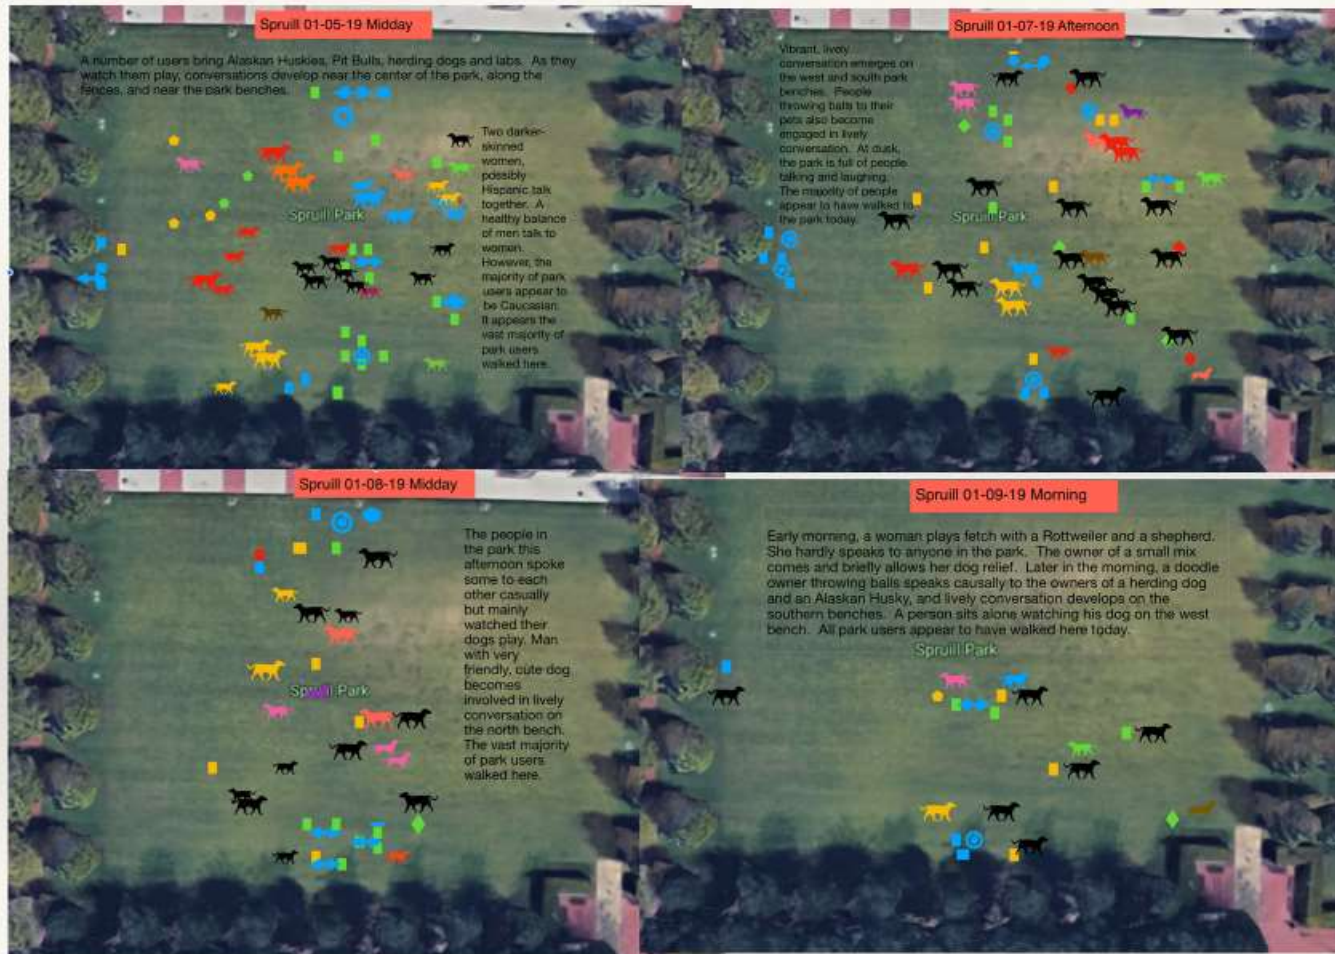 Spruill 01-05-19 Midday
A number of users bring Alaskan Huskies, Pit Bulls, herding dogs and labs. As they
watch them play, conversations develop near the center of the park, along the
fences, and near the park benches.
Two darker-
skinned
women,
possibly
Hispanic talk
together. A
healthy balance
of men talk to
women.
However, the
majority of park
users appear to
be Caucasian.
It appears the
vast majority of
park users
walked here.
Spruill Park
Spruill 01-07-19 Afternoon
Vibrant, lively
conversation emerges on
the west and south park
benches. People
throwing balls to their
pets also become
engaged in lively
conversation. At dusk,
the park is full of people
talking and laughing.
The majority of people
appear to have walked to
the park today.
Spruill Park
Spruill 01-08-19 Midday
The people in
the park this
afternoon spoke
some to each
other casually
but mainly
watched their
dogs play. Man
with very
friendly, cute dog
becomes
involved in lively
conversation on
the north bench.
The vast majority
of park users
walked here.
Spruill Park
Spruill 01-09-19 Morning
Early morning, a woman plays fetch with a Rottweiler and a shepherd.
She hardly speaks to anyone in the park. The owner of a small mix
comes and briefly allows her dog relief. Later in the morning, a doodle
owner throwing balls speaks causally to the owners of a herding dog
and an Alaskan Husky, and lively conversation develops on the
southern benches. A person sits alone watching his dog on the west
bench. All park users appear to have walked here today.
Spruill Park